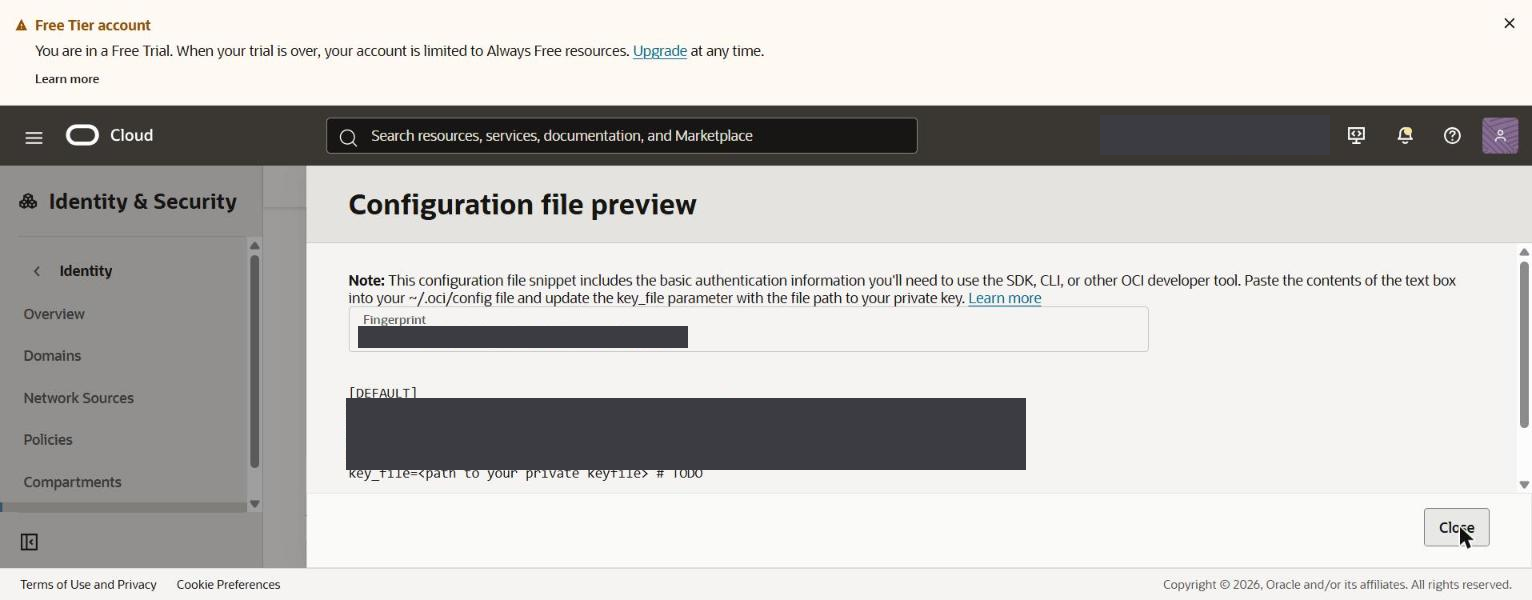 Free Tier account
You are in a Free Trial. When your trial is over, your account is limited to Always Free resources. Upgrade at any time.
Learn more
Cloud
Search resources, services, documentation, and Marketplace
Identity & Security
Identity
Overview
Domains
Network Sources
Policies
Compartments
Configuration file preview
Note: This configuration file snippet includes the basic authentication information you'll need to use the SDK, CLI, or other OCI developer tool. Paste the contents of the text box
into your ~/.oci/config file and update the key_file parameter with the file path to your private key. Learn more
Fingerprint
[DEFAULT]
key_file=<path to your private keyfile> # TODO
Close
Terms of Use and Privacy Cookie Preferences
Copyright © 2026, Oracle and/or its affiliates. All rights reserved.